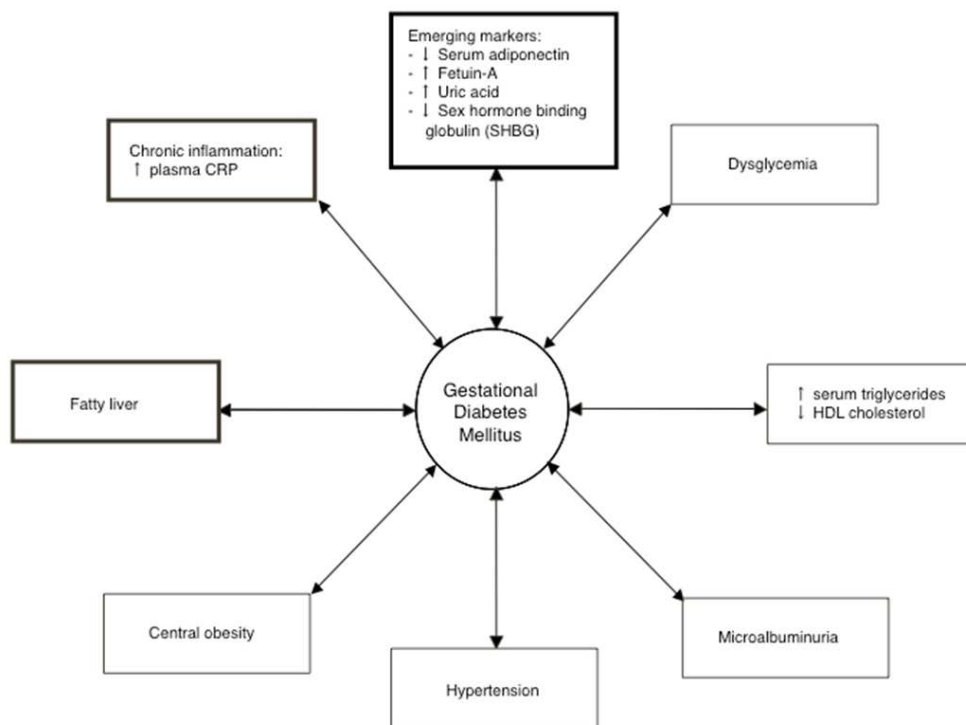 Emerging markers:
- ↓ Serum adiponectin
- ↑ Fetuin-A
- ↑ Uric acid
- ↓ Sex hormone binding
globulin (SHBG)
Chronic inflammation:
↑ plasma CRP
Dysglycemia
Fatty liver
Gestational
Diabetes
Mellitus
↑ serum triglycerides
↓ HDL cholesterol
Central obesity
Microalbuminuria
Hypertension